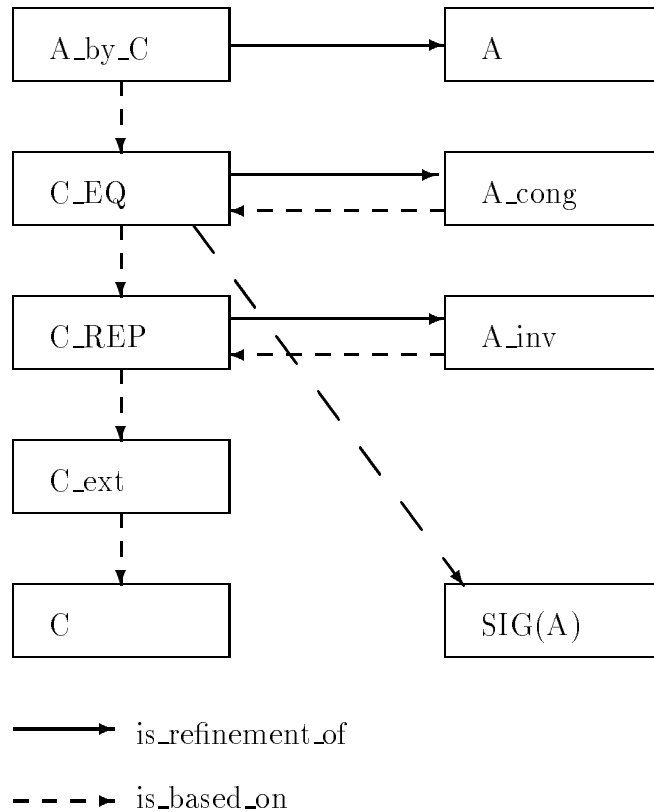 A_by_C
A
C_EQ
A_cong
C_REP
A_inv
C_ext
C
SIG(A)
is_refinement_of
is_based_on